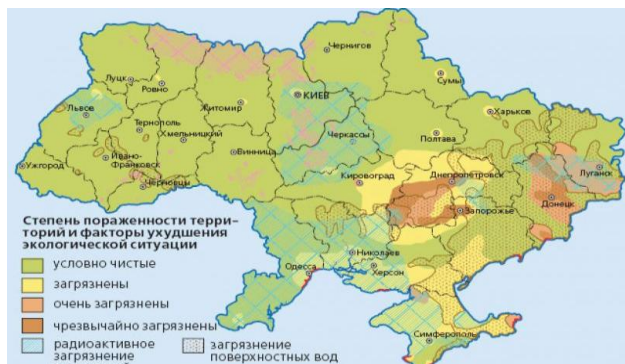 Чернигов
Луцк
Ровно
Сумы
КИЕВ
Житомир
Львов
Харьков
Тернополь
Хмельницкий
Черкассы
Полтава
Винница
Луганск
Ужгород
Ивано-
Франковск
Черновцы
Кировоград
Днепропетровск
Донецк
Запорожье
Николаев
Одесса
Херсон
Симферополь
Степень пораженности терри-
торий и факторы ухудшения
экологической ситуации
условно чистые
загрязнены
очень загрязнены
чрезвычайно загрязнены
радиоактивное
загрязнение
загрязнение
поверхностных вод